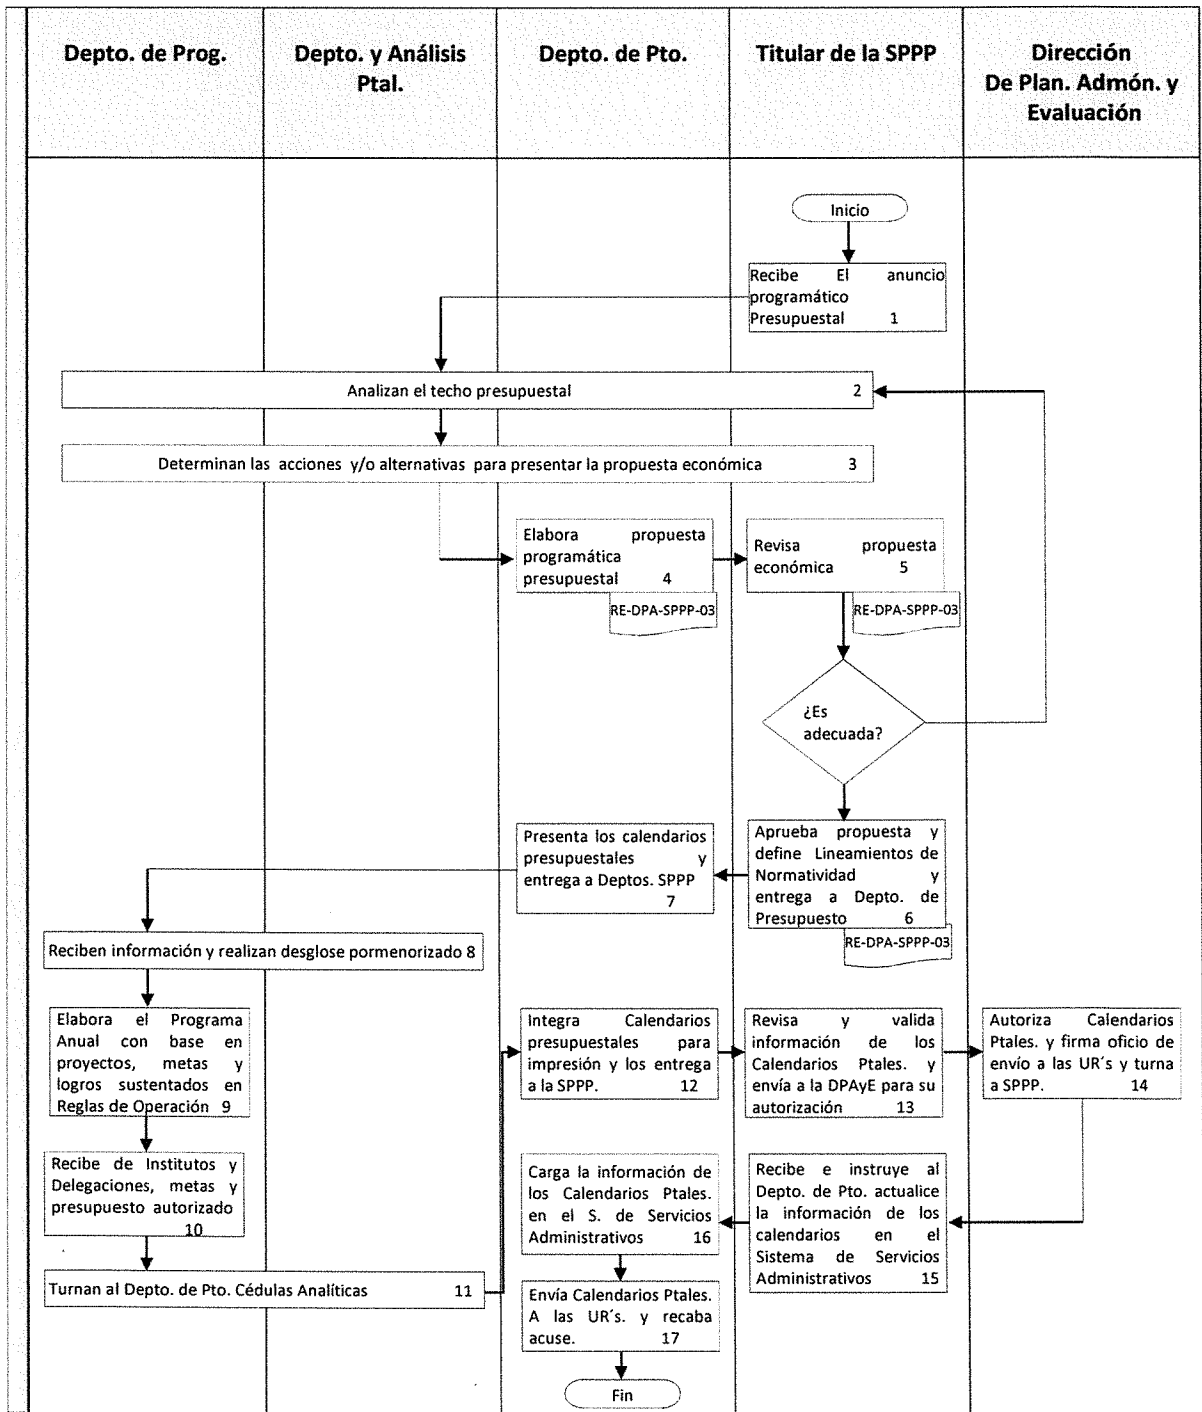 Depto. de Prog.
Depto. y Análisis
Ptal.
Depto. de Pto.
Titular de la SPPP
Dirección
De Plan. Admón. y
Evaluación
Inicio
Recibe El anuncio
programático
Presupuestal 1
Analizan el techo presupuestal 2
Determinan las acciones y/o alternativas para presentar la propuesta económica 3
Elabora propuesta
programática
presupuestal 4
RE-DPA-SPPP-03
Revisa propuesta
económica 5
RE-DPA-SPPP-03
¿Es
adecuada?
Aprueba propuesta y
define Lineamientos de
Normatividad y
entrega a Depto. de
Presupuesto 6
RE-DPA-SPPP-03
Presenta los calendarios
presupuestales y
entrega a Deptos. SPPP
7
Reciben información y realizan desglose pormenorizado 8
Elabora el Programa
Anual con base en
proyectos, metas y
logros sustentados en
Reglas de Operación 9
Recibe de Institutos y
Delegaciones, metas y
presupuesto autorizado
10
Turnan al Depto. de Pto. Cédulas Analíticas 11
Integra Calendarios
presupuestales para
impresión y los entrega
a la SPPP. 12
Revisa y valida
información de los
Calendarios Ptales. y
envía a la DPAyE para su
autorización 13
Autoriza Calendarios
Ptales. y firma oficio de
envío a las UR´s y turna
a SPPP. 14
Recibe e instruye al
Depto. de Pto. actualice
la información de los
calendarios en el
Sistema de Servicios
Administrativos 15
Carga la información de
los Calendarios Ptales.
en el S. de Servicios
Administrativos 16
Envía Calendarios Ptales.
A las UR´s. y recaba
acuse. 17
Fin